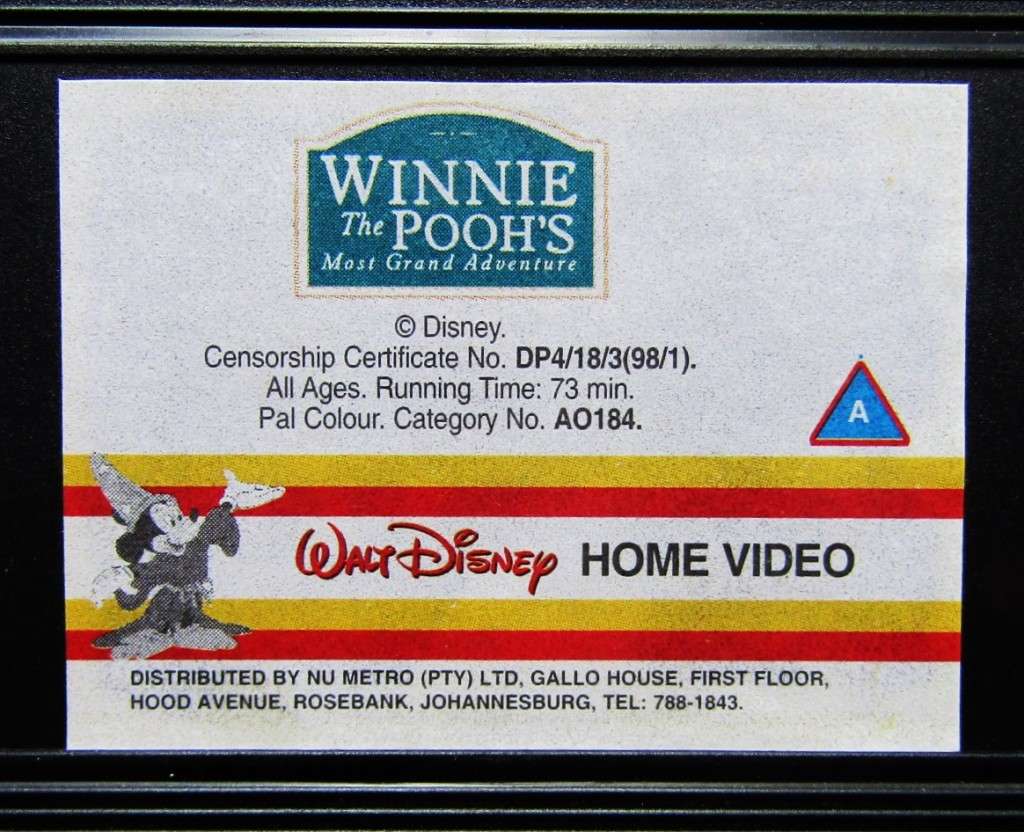 WINNIE
The POOH'S
Most Grand Adventure
© Disney.
Censorship Certificate No. DP4/18/3(98/1).
All Ages. Running Time: 73 min.
Pal Colour. Category No. AO184.
A
WALT DISNEY HOME VIDEO
DISTRIBUTED BY NU METRO (PTY) LTD, GALLO HOUSE, FIRST FLOOR,
HOOD AVENUE, ROSEBANK, JOHANNESBURG, TEL: 788-1843.